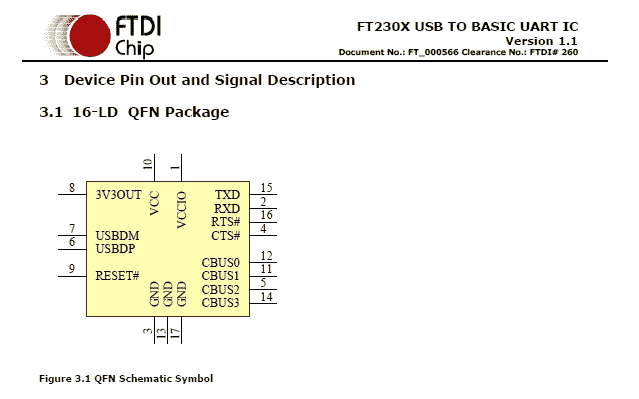 FTDI
Chip
FT230X USB TO BASIC UART IC
Version 1.1
Document No.: FT_000566 Clearance No.: FTDI# 260
3 Device Pin Out and Signal Description
3.1 16-LD QFN Package
10 1
8 3V3OUT VCC VCCIO TXD 15
RXD 2
RTS# 16
7 USBDM CTS# 4
6 USBDP
CBUS0 12
9 RESET# CBUS1 11
GND GND GND CBUS2 5
CBUS3 14
3 13 17
Figure 3.1 QFN Schematic Symbol